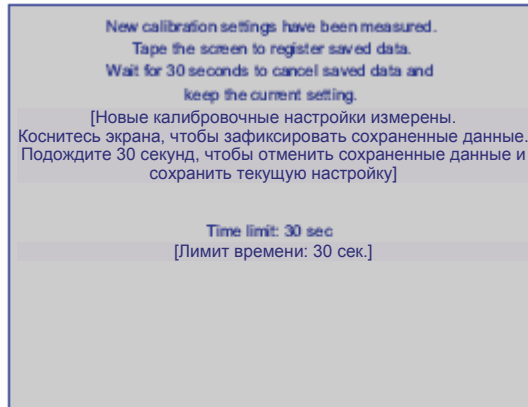 New calibration settings have been measured.
Tape the screen to register saved data.
Wait for 30 seconds to cancel saved data and
keep the current setting.
[Новые калибровочные настройки измерены.
Коснитесь экрана, чтобы зафиксировать сохраненные данные.
Подождите 30 секунд, чтобы отменить сохраненные данные и
сохранить текущую настройку]
Time limit: 30 sec
[Лимит времени: 30 сек.]